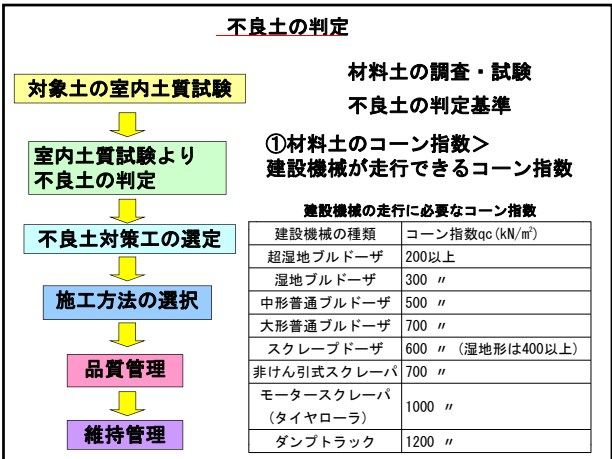 不良土の判定
対象土の室内土質試験
室内土質試験より
不良土の判定
不良土対策工の選定
施工方法の選択
品質管理
維持管理
材料土の調査・試験
不良土の判定基準
①材料土のコーン指数＞
建設機械が走行できるコーン指数
建設機械の走行に必要なコーン指数
建設機械の種類 コーン指数qc(kN/㎡)
超湿地ブルドーザ 200以上
湿地ブルドーザ 300 〃
中形普通ブルドーザ 500 〃
大形普通ブルドーザ 700 〃
スクレープドーザ 600 〃 (湿地形は400以上)
非けん引式スクレーパ 700 〃
モータースクレーパ
(タイヤローラ) 1000 〃
ダンプトラック 1200 〃